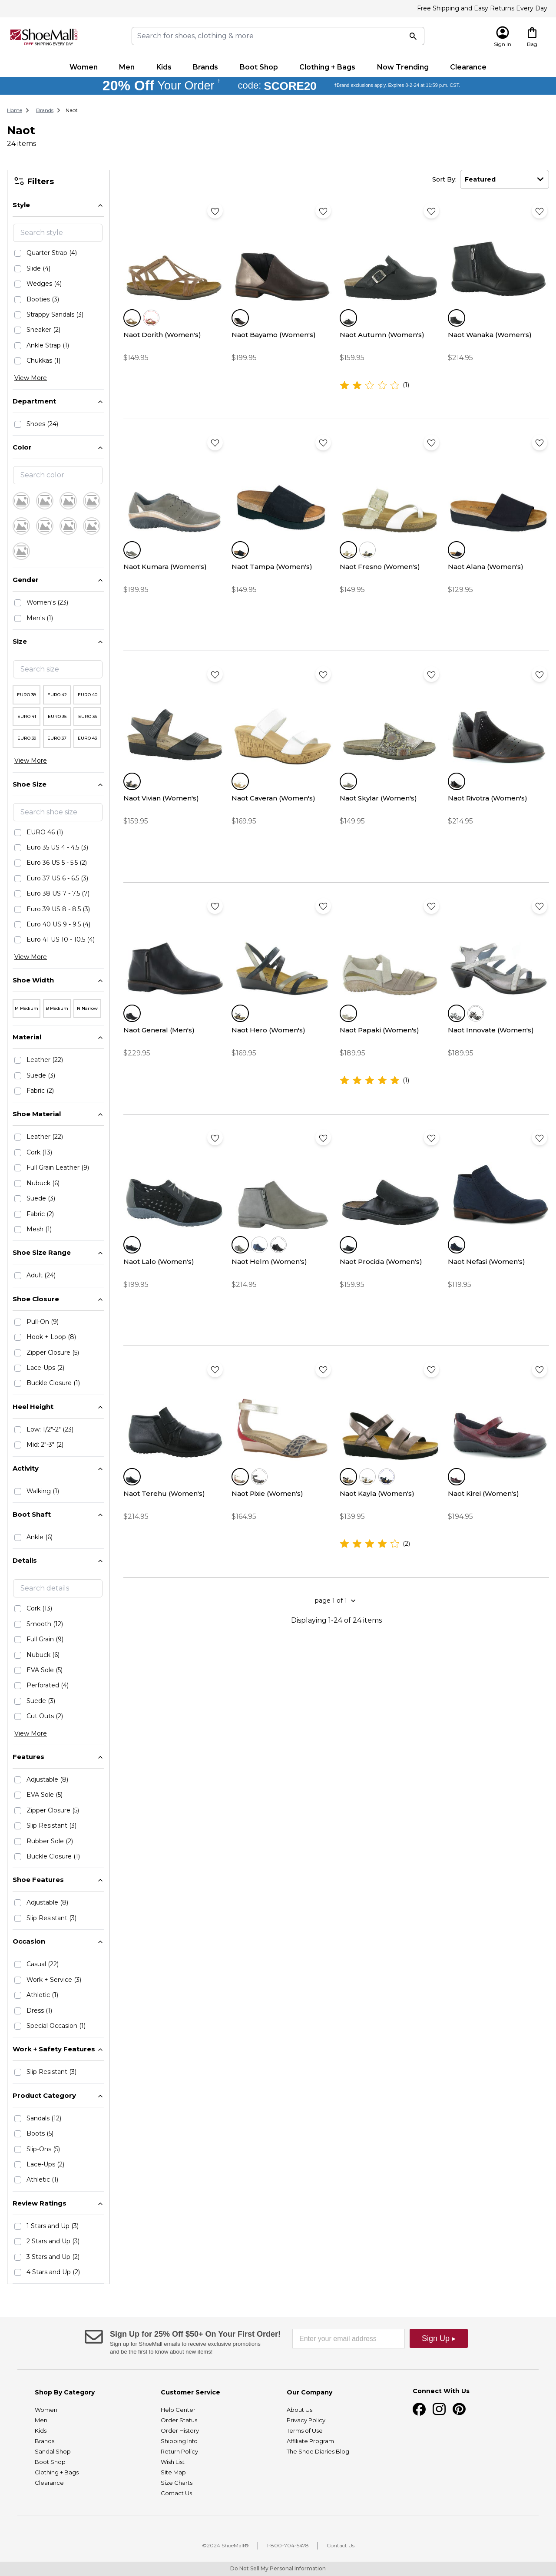 Free Shipping and Easy Returns Every Day
ShoeMall
FREE SHIPPING EVERY DAY
Search for shoes, clothing & more
Sign In
Bag
Women Men Kids Brands Boot Shop Clothing + Bags Now Trending Clearance
20% Off Your Order † code: SCORE20 †Brand exclusions apply. Expires 8-2-24 at 11:59 p.m. CST.
Home > Brands > Naot
Naot
24 items
Filters
Sort By: Featured
Style
Search style
Quarter Strap (4)
Slide (4)
Wedges (4)
Booties (3)
Strappy Sandals (3)
Sneaker (2)
Ankle Strap (1)
Chukkas (1)
View More
Department
Shoes (24)
Color
Search color
Gender
Women's (23)
Men's (1)
Size
Search size
EURO 38 EURO 42 EURO 40
EURO 41 EURO 35 EURO 36
EURO 39 EURO 37 EURO 43
View More
Shoe Size
Search shoe size
EURO 46 (1)
Euro 35 US 4 - 4.5 (3)
Euro 36 US 5 - 5.5 (2)
Euro 37 US 6 - 6.5 (3)
Euro 38 US 7 - 7.5 (7)
Euro 39 US 8 - 8.5 (3)
Euro 40 US 9 - 9.5 (4)
Euro 41 US 10 - 10.5 (4)
View More
Shoe Width
M Medium B Medium N Narrow
Material
Leather (22)
Suede (3)
Fabric (2)
Shoe Material
Leather (22)
Cork (13)
Full Grain Leather (9)
Nubuck (6)
Suede (3)
Fabric (2)
Mesh (1)
Shoe Size Range
Adult (24)
Shoe Closure
Pull-On (9)
Hook + Loop (8)
Zipper Closure (5)
Lace-Ups (2)
Buckle Closure (1)
Heel Height
Low: 1/2"-2" (23)
Mid: 2"-3" (2)
Activity
Walking (1)
Boot Shaft
Ankle (6)
Details
Search details
Cork (13)
Smooth (12)
Full Grain (9)
Nubuck (6)
EVA Sole (5)
Perforated (4)
Suede (3)
Cut Outs (2)
View More
Features
Adjustable (8)
EVA Sole (5)
Zipper Closure (5)
Slip Resistant (3)
Rubber Sole (2)
Buckle Closure (1)
Shoe Features
Adjustable (8)
Slip Resistant (3)
Occasion
Casual (22)
Work + Service (3)
Athletic (1)
Dress (1)
Special Occasion (1)
Work + Safety Features
Slip Resistant (3)
Product Category
Sandals (12)
Boots (5)
Slip-Ons (5)
Lace-Ups (2)
Athletic (1)
Review Ratings
1 Stars and Up (3)
2 Stars and Up (3)
3 Stars and Up (2)
4 Stars and Up (2)
Naot Dorith (Women's) Naot Bayamo (Women's) Naot Autumn (Women's) Naot Wanaka (Women's)
$149.95 $199.95 $159.95 $214.95
(1)
Naot Kumara (Women's) Naot Tampa (Women's) Naot Fresno (Women's) Naot Alana (Women's)
$199.95 $149.95 $149.95 $129.95
Naot Vivian (Women's) Naot Caveran (Women's) Naot Skylar (Women's) Naot Rivotra (Women's)
$159.95 $169.95 $149.95 $214.95
Naot General (Men's) Naot Hero (Women's) Naot Papaki (Women's) Naot Innovate (Women's)
$229.95 $169.95 $189.95 $189.95
(1)
Naot Lalo (Women's) Naot Helm (Women's) Naot Procida (Women's) Naot Nefasi (Women's)
$199.95 $214.95 $159.95 $119.95
Naot Terehu (Women's) Naot Pixie (Women's) Naot Kayla (Women's) Naot Kirei (Women's)
$214.95 $164.95 $139.95 $194.95
(2)
page 1 of 1
Displaying 1-24 of 24 items
Sign Up for 25% Off $50+ On Your First Order!
Sign up for ShoeMall emails to receive exclusive promotions
and be the first to know about new items!
Enter your email address
Sign Up ▸
Shop By Category
Women
Men
Kids
Brands
Sandal Shop
Boot Shop
Clothing + Bags
Clearance
Customer Service
Help Center
Order Status
Order History
Shipping Info
Return Policy
Wish List
Site Map
Size Charts
Contact Us
Our Company
About Us
Privacy Policy
Terms of Use
Affiliate Program
The Shoe Diaries Blog
Connect With Us
©2024 ShoeMall® | 1-800-704-5478 | Contact Us
Do Not Sell My Personal Information